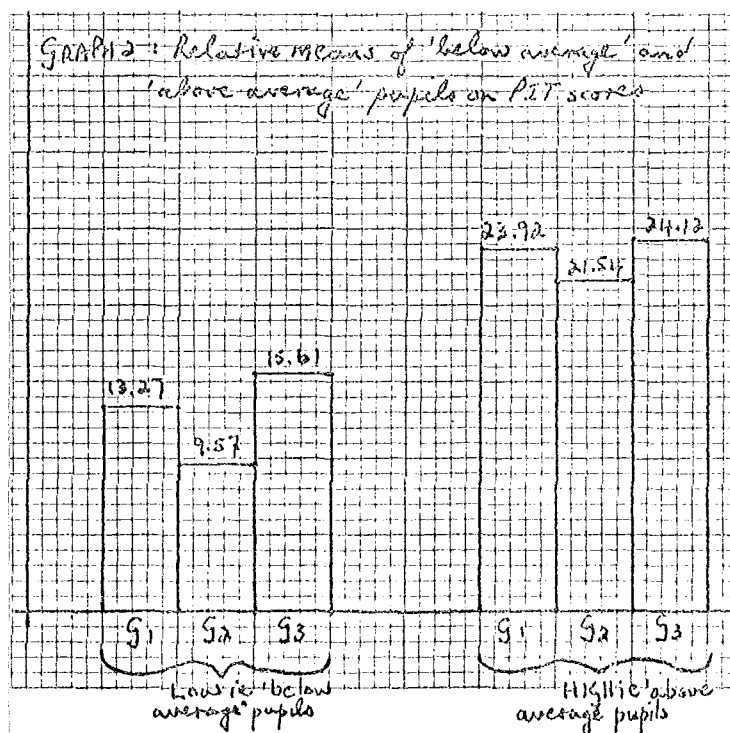 GRAPH 2 : Relative means of 'below average' and
'above average' pupils on PIT scores
23.92
21.54
24.12
13.27
9.57
15.61
G1 G2 G3 G1 G2 G3
Low ie 'below
average' pupils
HIGH ie 'above
average pupils